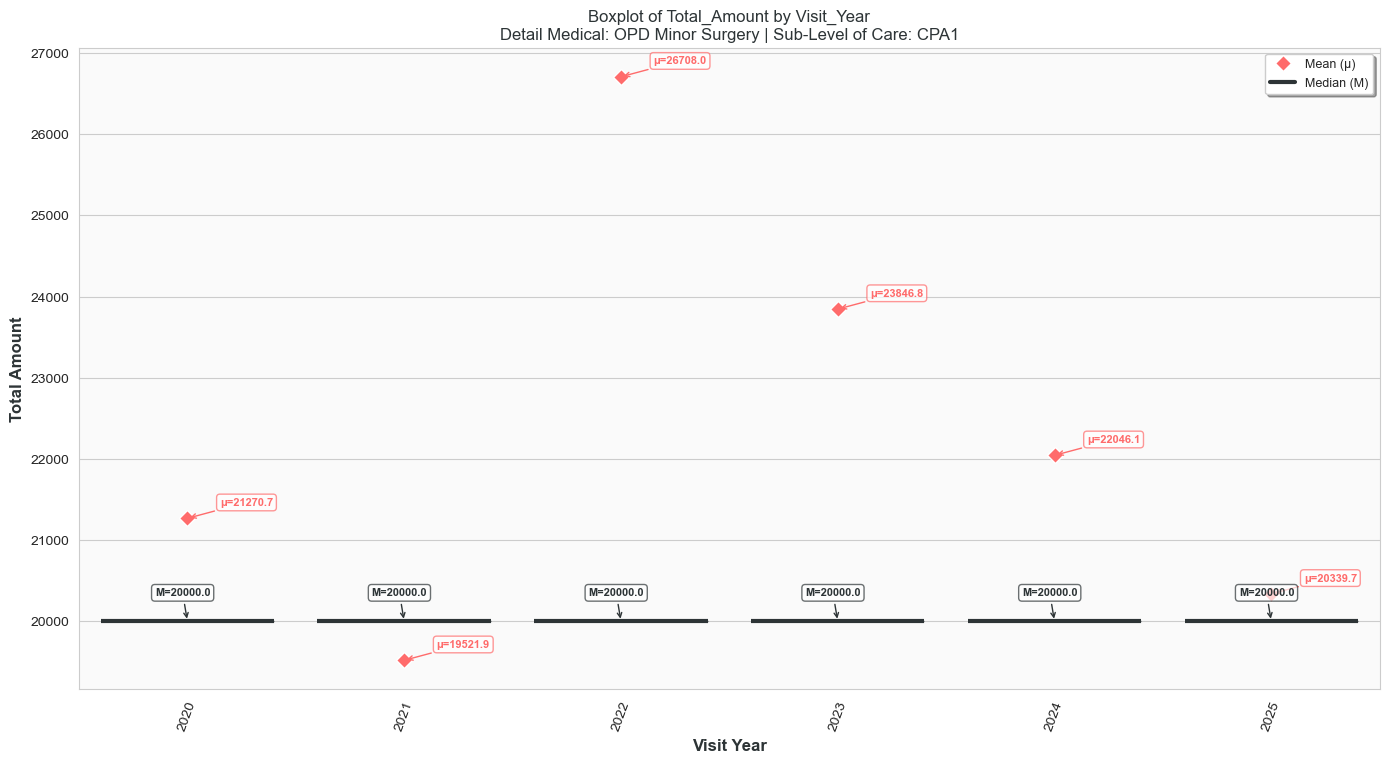 Boxplot of Total_Amount by Visit_Year
Detail Medical: OPD Minor Surgery | Sub-Level of Care: CPA1
Mean (μ)
Median (M)
Total Amount
27000
26000
25000
24000
23000
22000
21000
20000
μ=21270.7
μ=19521.9
μ=26708.0
μ=23846.8
μ=22046.1
μ=20339.7
M=20000.0
M=20000.0
M=20000.0
M=20000.0
M=20000.0
M=20000.0
2020
2021
2022
2023
2024
2025
Visit Year